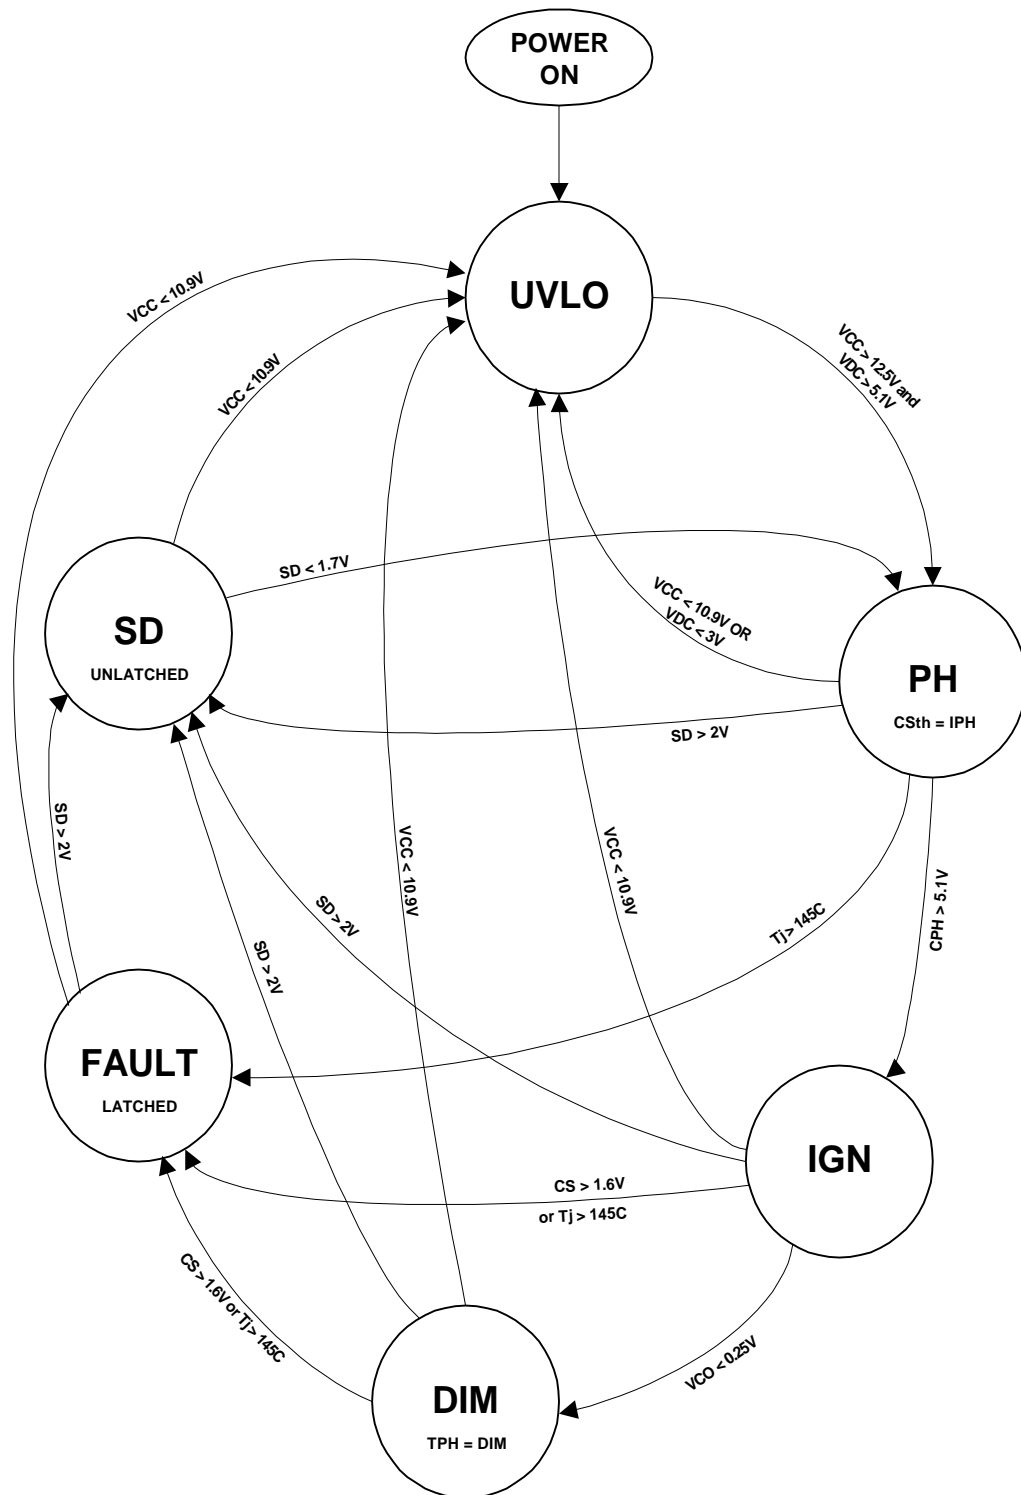 POWER
ON
UVLO
VCC < 10.9V
VCC < 10.9V
VCC > 12.5V and
VDC > 5.1V
SD < 1.7V
VCC < 10.9V OR
VDC < 3V
SD
UNLATCHED
PH
CSth = IPH
SD > 2V
SD > 2V
VCC < 10.9V
VCC < 10.9V
SD > 2V
SD > 2V
Tj > 145C
CPH > 5.1V
FAULT
LATCHED
IGN
CS > 1.6V
or Tj > 145C
CS > 1.6V or Tj > 145C
VCO < 0.25V
DIM
TPH = DIM